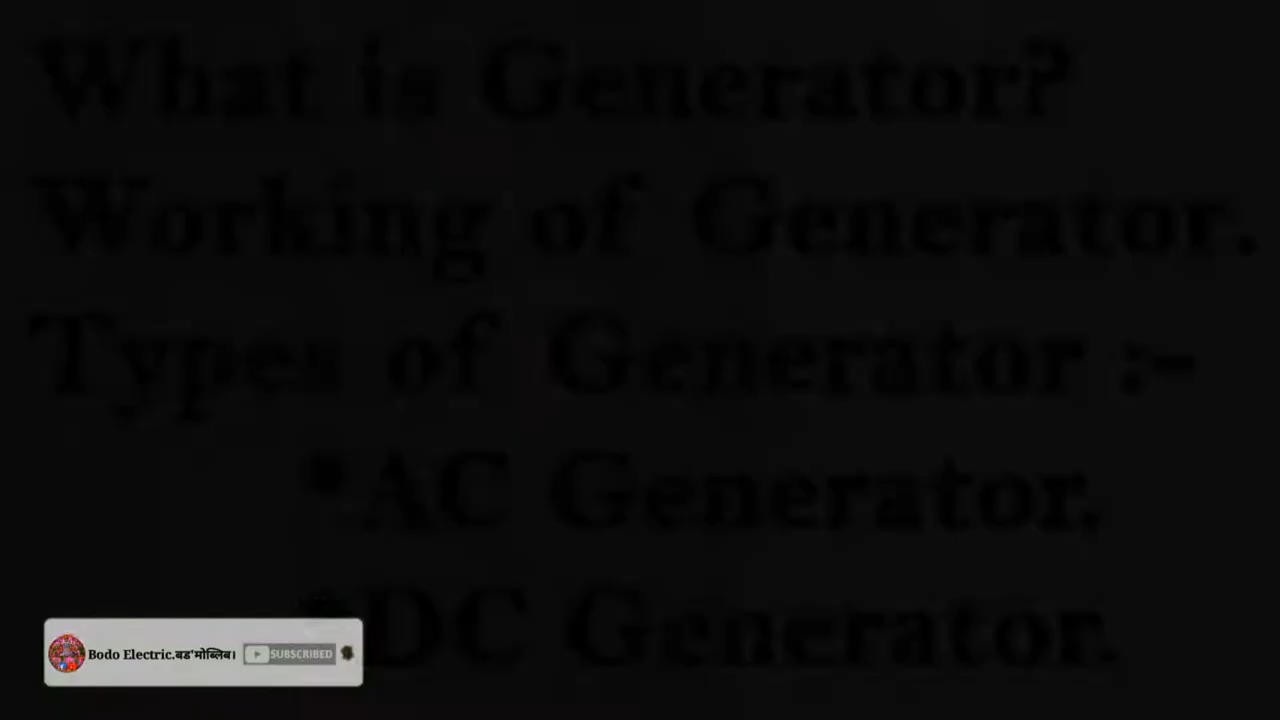 What is Generator?
Working of Generator.
Types of Generator :-
*AC Generator.
*DC Generator.
Bodo Electric.बड'मोब्लिब। SUBSCRIBED